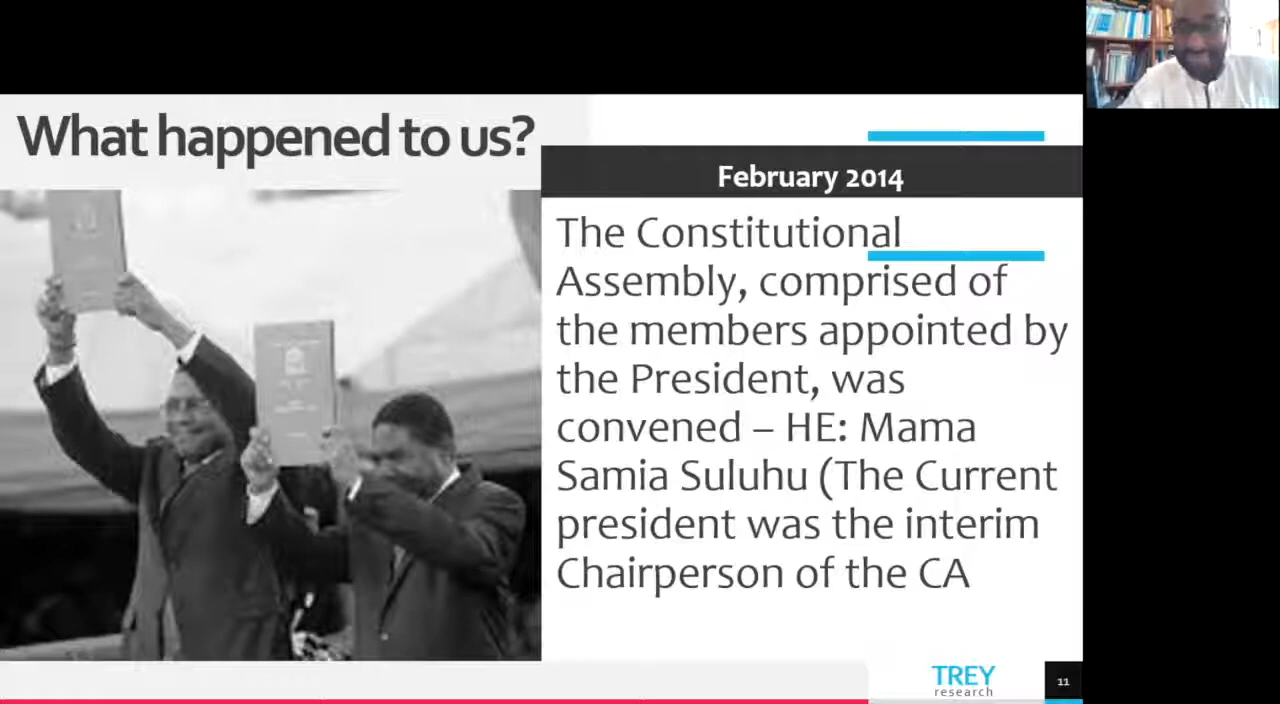 What happened to us?
February 2014
The Constitutional
Assembly, comprised of
the members appointed by
the President, was
convened – HE: Mama
Samia Suluhu (The Current
president was the interim
Chairperson of the CA
TREY
research
11